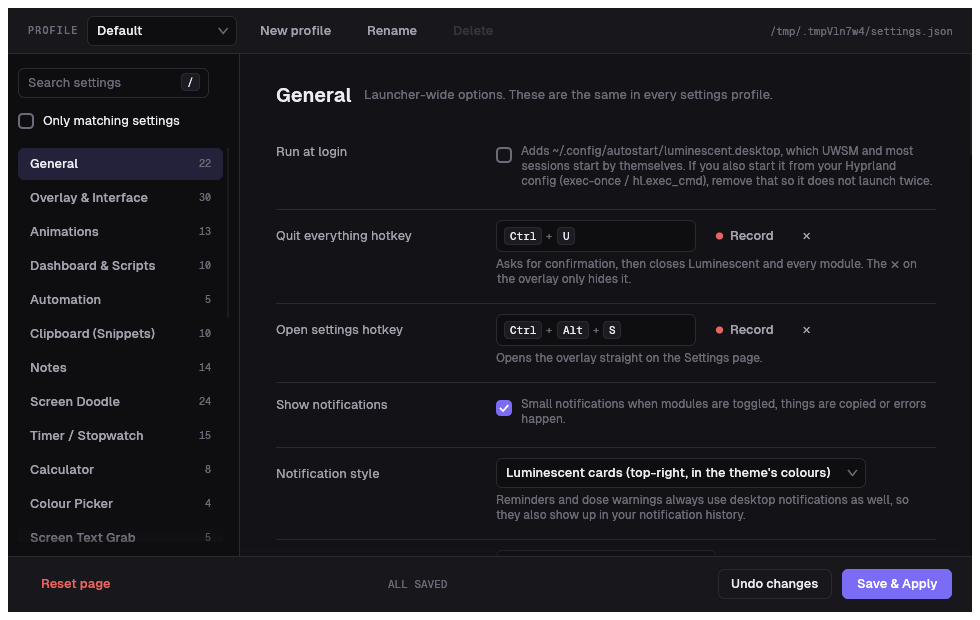 PROFILE Default New profile Rename Delete /tmp/.tmpVln7w4/settings.json
Search settings /
Only matching settings
General 22
Overlay & Interface 30
Animations 13
Dashboard & Scripts 10
Automation 5
Clipboard (Snippets) 10
Notes 14
Screen Doodle 24
Timer / Stopwatch 15
Calculator 8
Colour Picker 4
Screen Text Grab 5
General Launcher-wide options. These are the same in every settings profile.
Run at login
Adds ~/.config/autostart/luminescent.desktop, which UWSM and most
sessions start by themselves. If you also start it from your Hyprland
config (exec-once / hl.exec_cmd), remove that so it does not launch twice.
Quit everything hotkey Ctrl + U Record ×
Asks for confirmation, then closes Luminescent and every module. The × on
the overlay only hides it.
Open settings hotkey Ctrl + Alt + S Record ×
Opens the overlay straight on the Settings page.
Show notifications
Small notifications when modules are toggled, things are copied or errors
happen.
Notification style Luminescent cards (top-right, in the theme's colours)
Reminders and dose warnings always use desktop notifications as well, so
they also show up in your notification history.
Reset page ALL SAVED Undo changes Save & Apply